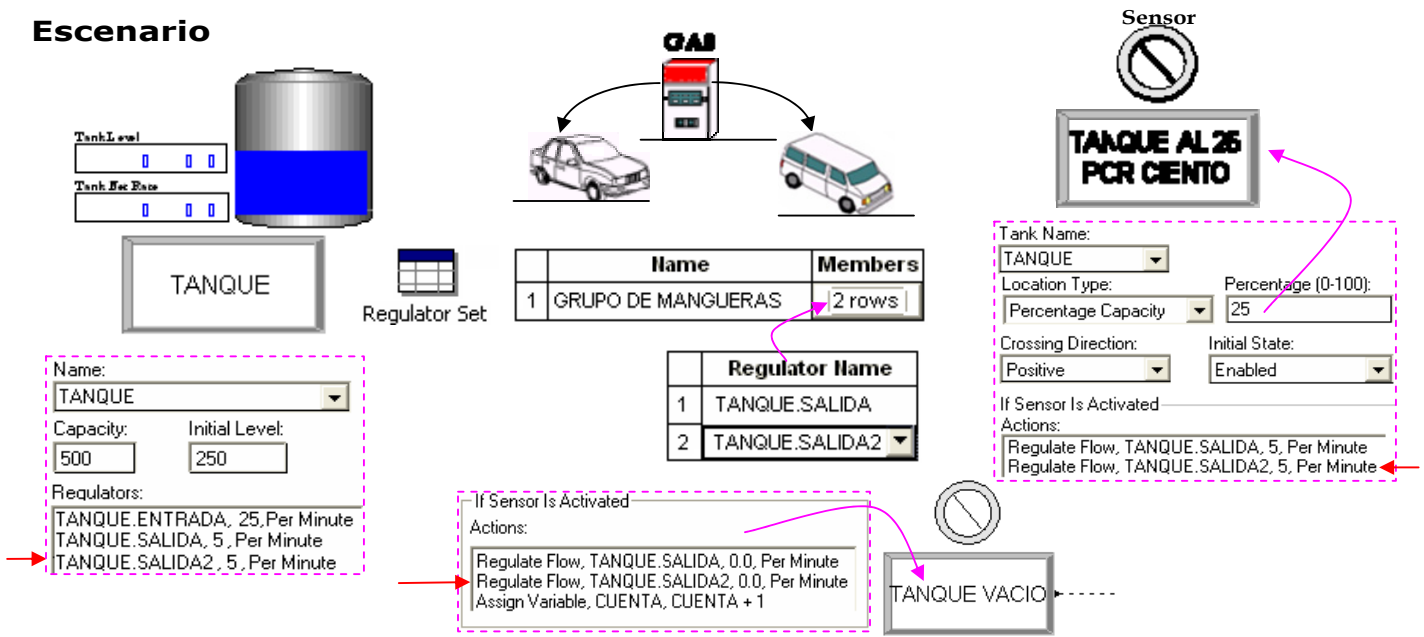 Escenario
GAS
Sensor
TANQUE AL 25
PCR CIENTO
Tank Level
0 0 0
Tank Net Rate
0 0 0
TANQUE
Regulator Set
Name Members
1 GRUPO DE MANGUERAS 2 rows
Regulator Name
1 TANQUE.SALIDA
2 TANQUE.SALIDA2
Tank Name:
TANQUE
Location Type: Percentage (0-100):
Percentage Capacity 25
Crossing Direction: Initial State:
Positive Enabled
If Sensor Is Activated
Actions:
Regulate Flow, TANQUE.SALIDA, 5, Per Minute
Regulate Flow, TANQUE.SALIDA2, 5, Per Minute
Name:
TANQUE
Capacity: Initial Level:
500 250
Regulators:
TANQUE.ENTRADA, 25,Per Minute
TANQUE.SALIDA, 5 , Per Minute
TANQUE.SALIDA2 , 5 , Per Minute
If Sensor Is Activated
Actions:
Regulate Flow, TANQUE.SALIDA, 0.0, Per Minute
Regulate Flow, TANQUE.SALIDA2, 0.0, Per Minute
Assign Variable, CUENTA, CUENTA + 1
TANQUE VACIO